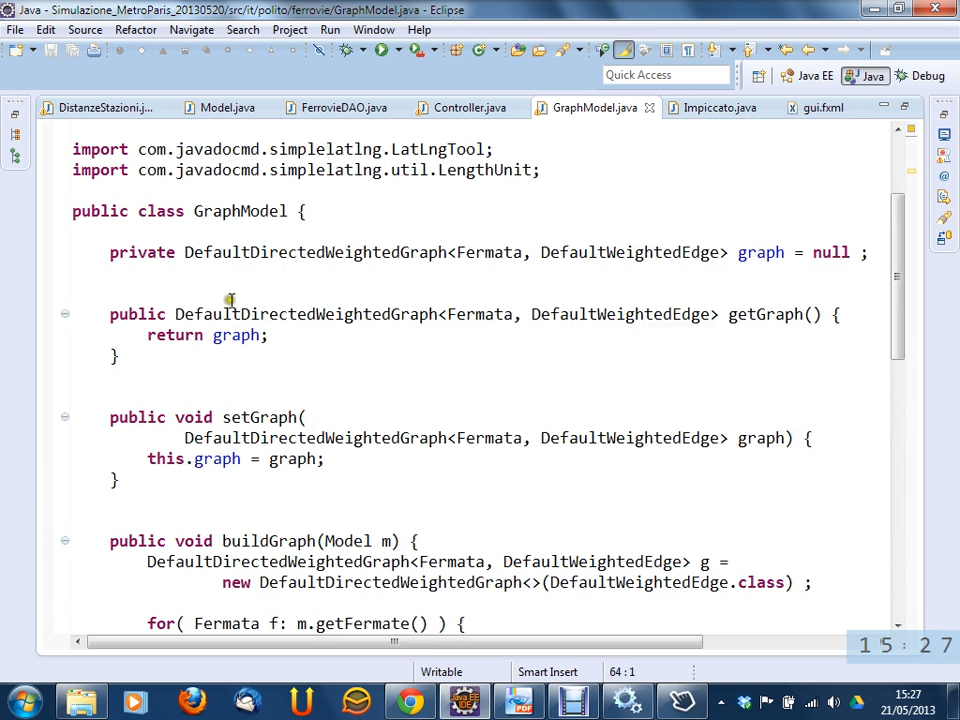 Java - Simulazione_MetroParis_20130520/src/it/polito/ferrovie/GraphModel.java - Eclipse
File Edit Source Refactor Navigate Search Project Run Window Help
Quick Access
Java EE Java Debug
DistanzeStazioni.j... Model.java FerrovieDAO.java Controller.java GraphModel.java Impiccato.java gui.fxml
import com.javadocmd.simplelatlng.LatLngTool;
import com.javadocmd.simplelatlng.util.LengthUnit;
public class GraphModel {
private DefaultDirectedWeightedGraph<Fermata, DefaultWeightedEdge> graph = null ;
public DefaultDirectedWeightedGraph<Fermata, DefaultWeightedEdge> getGraph() {
return graph;
}
public void setGraph(
DefaultDirectedWeightedGraph<Fermata, DefaultWeightedEdge> graph) {
this.graph = graph;
}
public void buildGraph(Model m) {
DefaultDirectedWeightedGraph<Fermata, DefaultWeightedEdge> g =
new DefaultDirectedWeightedGraph<>(DefaultWeightedEdge.class) ;
for( Fermata f: m.getFermate() ) {
15:27
Writable Smart Insert 64 : 1
Java EE IDE
PDF
15:27
21/05/2013